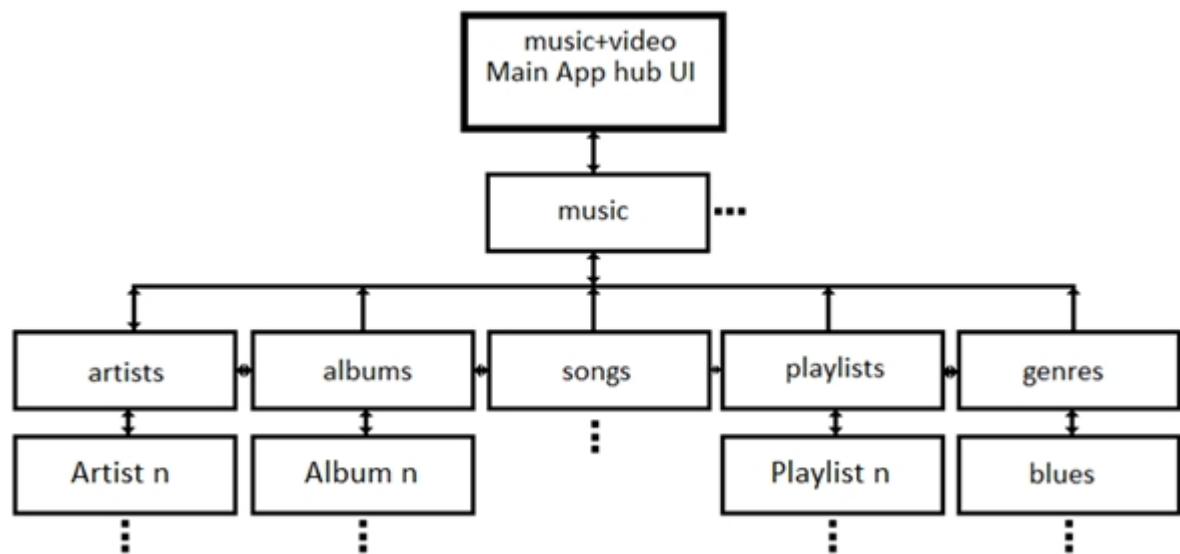 music+video
Main App hub UI
music
artists
albums
songs
playlists
genres
Artist n
Album n
Playlist n
blues